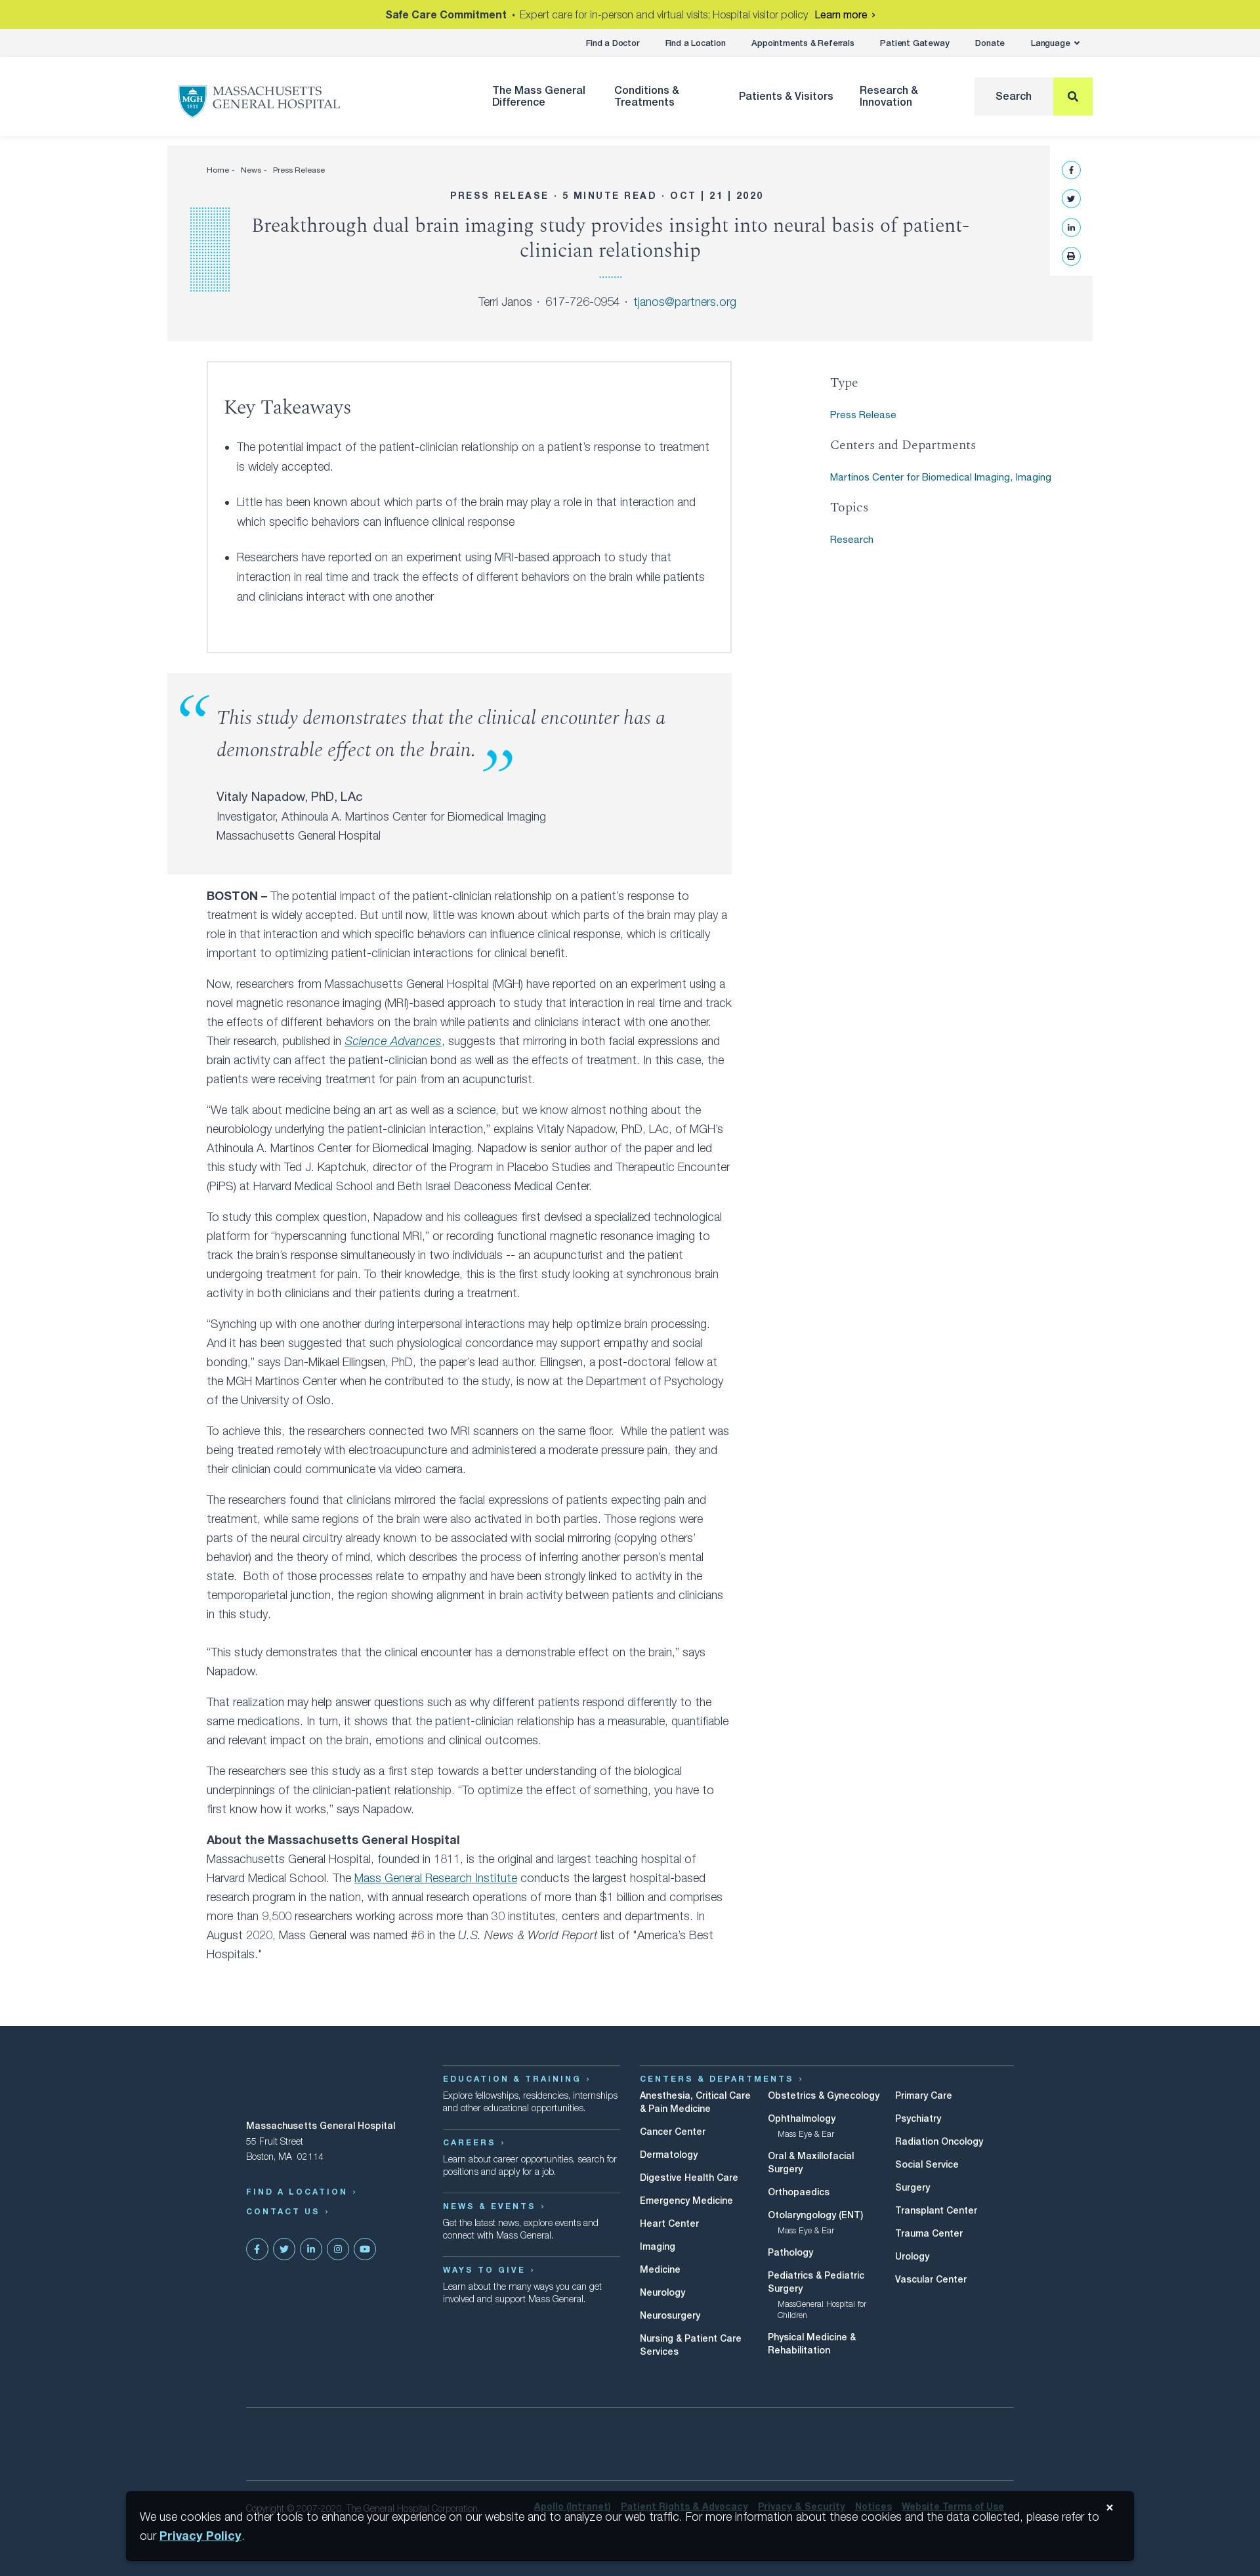 Safe Care Commitment • Expert care for in-person and virtual visits; Hospital visitor policy Learn more ›
Find a Doctor Find a Location Appointments & Referrals Patient Gateway Donate Language
MGH 1811
MASSACHUSETTS
GENERAL HOSPITAL
The Mass General
Difference
Conditions &
Treatments
Patients & Visitors
Research &
Innovation
Search
Home - News - Press Release
PRESS RELEASE · 5 MINUTE READ · OCT | 21 | 2020
Breakthrough dual brain imaging study provides insight into neural basis of patient-
clinician relationship
Terri Janos · 617-726-0954 · tjanos@partners.org
Key Takeaways
• The potential impact of the patient-clinician relationship on a patient’s response to treatment
is widely accepted.
• Little has been known about which parts of the brain may play a role in that interaction and
which specific behaviors can influence clinical response
• Researchers have reported on an experiment using MRI-based approach to study that
interaction in real time and track the effects of different behaviors on the brain while patients
and clinicians interact with one another
Type
Press Release
Centers and Departments
Martinos Center for Biomedical Imaging, Imaging
Topics
Research
“This study demonstrates that the clinical encounter has a
demonstrable effect on the brain.”
Vitaly Napadow, PhD, LAc
Investigator, Athinoula A. Martinos Center for Biomedical Imaging
Massachusetts General Hospital
BOSTON – The potential impact of the patient-clinician relationship on a patient’s response to
treatment is widely accepted. But until now, little was known about which parts of the brain may play a
role in that interaction and which specific behaviors can influence clinical response, which is critically
important to optimizing patient-clinician interactions for clinical benefit.
Now, researchers from Massachusetts General Hospital (MGH) have reported on an experiment using a
novel magnetic resonance imaging (MRI)-based approach to study that interaction in real time and track
the effects of different behaviors on the brain while patients and clinicians interact with one another.
Their research, published in Science Advances, suggests that mirroring in both facial expressions and
brain activity can affect the patient-clinician bond as well as the effects of treatment. In this case, the
patients were receiving treatment for pain from an acupuncturist.
“We talk about medicine being an art as well as a science, but we know almost nothing about the
neurobiology underlying the patient-clinician interaction,” explains Vitaly Napadow, PhD, LAc, of MGH’s
Athinoula A. Martinos Center for Biomedical Imaging. Napadow is senior author of the paper and led
this study with Ted J. Kaptchuk, director of the Program in Placebo Studies and Therapeutic Encounter
(PiPS) at Harvard Medical School and Beth Israel Deaconess Medical Center.
To study this complex question, Napadow and his colleagues first devised a specialized technological
platform for “hyperscanning functional MRI,” or recording functional magnetic resonance imaging to
track the brain’s response simultaneously in two individuals -- an acupuncturist and the patient
undergoing treatment for pain. To their knowledge, this is the first study looking at synchronous brain
activity in both clinicians and their patients during a treatment.
“Synching up with one another during interpersonal interactions may help optimize brain processing.
And it has been suggested that such physiological concordance may support empathy and social
bonding,” says Dan-Mikael Ellingsen, PhD, the paper’s lead author. Ellingsen, a post-doctoral fellow at
the MGH Martinos Center when he contributed to the study, is now at the Department of Psychology
of the University of Oslo.
To achieve this, the researchers connected two MRI scanners on the same floor.  While the patient was
being treated remotely with electroacupuncture and administered a moderate pressure pain, they and
their clinician could communicate via video camera.
The researchers found that clinicians mirrored the facial expressions of patients expecting pain and
treatment, while same regions of the brain were also activated in both parties. Those regions were
parts of the neural circuitry already known to be associated with social mirroring (copying others’
behavior) and the theory of mind, which describes the process of inferring another person’s mental
state.  Both of those processes relate to empathy and have been strongly linked to activity in the
temporoparietal junction, the region showing alignment in brain activity between patients and clinicians
in this study.
“This study demonstrates that the clinical encounter has a demonstrable effect on the brain,” says
Napadow.
That realization may help answer questions such as why different patients respond differently to the
same medications. In turn, it shows that the patient-clinician relationship has a measurable, quantifiable
and relevant impact on the brain, emotions and clinical outcomes.
The researchers see this study as a first step towards a better understanding of the biological
underpinnings of the clinician-patient relationship. “To optimize the effect of something, you have to
first know how it works,” says Napadow.
About the Massachusetts General Hospital
Massachusetts General Hospital, founded in 1811, is the original and largest teaching hospital of
Harvard Medical School. The Mass General Research Institute conducts the largest hospital-based
research program in the nation, with annual research operations of more than $1 billion and comprises
more than 9,500 researchers working across more than 30 institutes, centers and departments. In
August 2020, Mass General was named #6 in the U.S. News & World Report list of "America’s Best
Hospitals."
Massachusetts General Hospital
55 Fruit Street
Boston, MA  02114
FIND A LOCATION ›
CONTACT US ›
EDUCATION & TRAINING ›
Explore fellowships, residencies, internships
and other educational opportunities.
CAREERS ›
Learn about career opportunities, search for
positions and apply for a job.
NEWS & EVENTS ›
Get the latest news, explore events and
connect with Mass General.
WAYS TO GIVE ›
Learn about the many ways you can get
involved and support Mass General.
CENTERS & DEPARTMENTS ›
Anesthesia, Critical Care
& Pain Medicine
Cancer Center
Dermatology
Digestive Health Care
Emergency Medicine
Heart Center
Imaging
Medicine
Neurology
Neurosurgery
Nursing & Patient Care
Services
Obstetrics & Gynecology
Ophthalmology
Mass Eye & Ear
Oral & Maxillofacial
Surgery
Orthopaedics
Otolaryngology (ENT)
Mass Eye & Ear
Pathology
Pediatrics & Pediatric
Surgery
MassGeneral Hospital for
Children
Physical Medicine &
Rehabilitation
Primary Care
Psychiatry
Radiation Oncology
Social Service
Surgery
Transplant Center
Trauma Center
Urology
Vascular Center
Copyright © 2007-2020. The General Hospital Corporation.
Apollo (Intranet) Patient Rights & Advocacy Privacy & Security Notices Website Terms of Use
We use cookies and other tools to enhance your experience on our website and to analyze our web traffic. For more information about these cookies and the data collected, please refer to
our Privacy Policy.
×